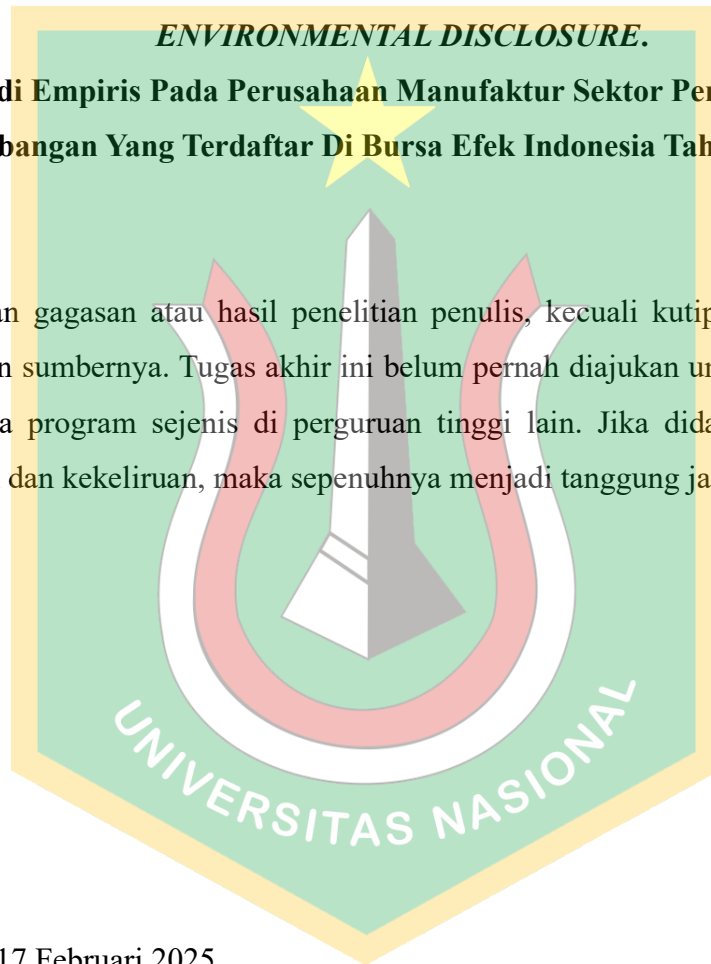 ENVIRONMENTAL DISCLOSURE.
di Empiris Pada Perusahaan Manufaktur Sektor Per
bangan Yang Terdaftar Di Bursa Efek Indonesia Tah
an gagasan atau hasil penelitian penulis, kecuali kutip
n sumbernya. Tugas akhir ini belum pernah diajukan un
a program sejenis di perguruan tinggi lain. Jika dida
dan kekeliruan, maka sepenuhnya menjadi tanggung ja
UNIVERSITAS NASIONAL
17 Februari 2025